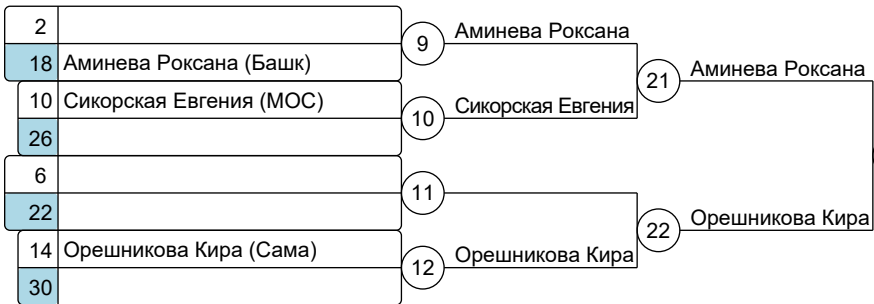 2
18 Аминева Роксана (Башк)
9
Аминева Роксана
10 Сикорская Евгения (МОС)
26
10
Сикорская Евгения
21
Аминева Роксана
6
22
11
14 Орешникова Кира (Сама)
30
12
Орешникова Кира
22
Орешникова Кира